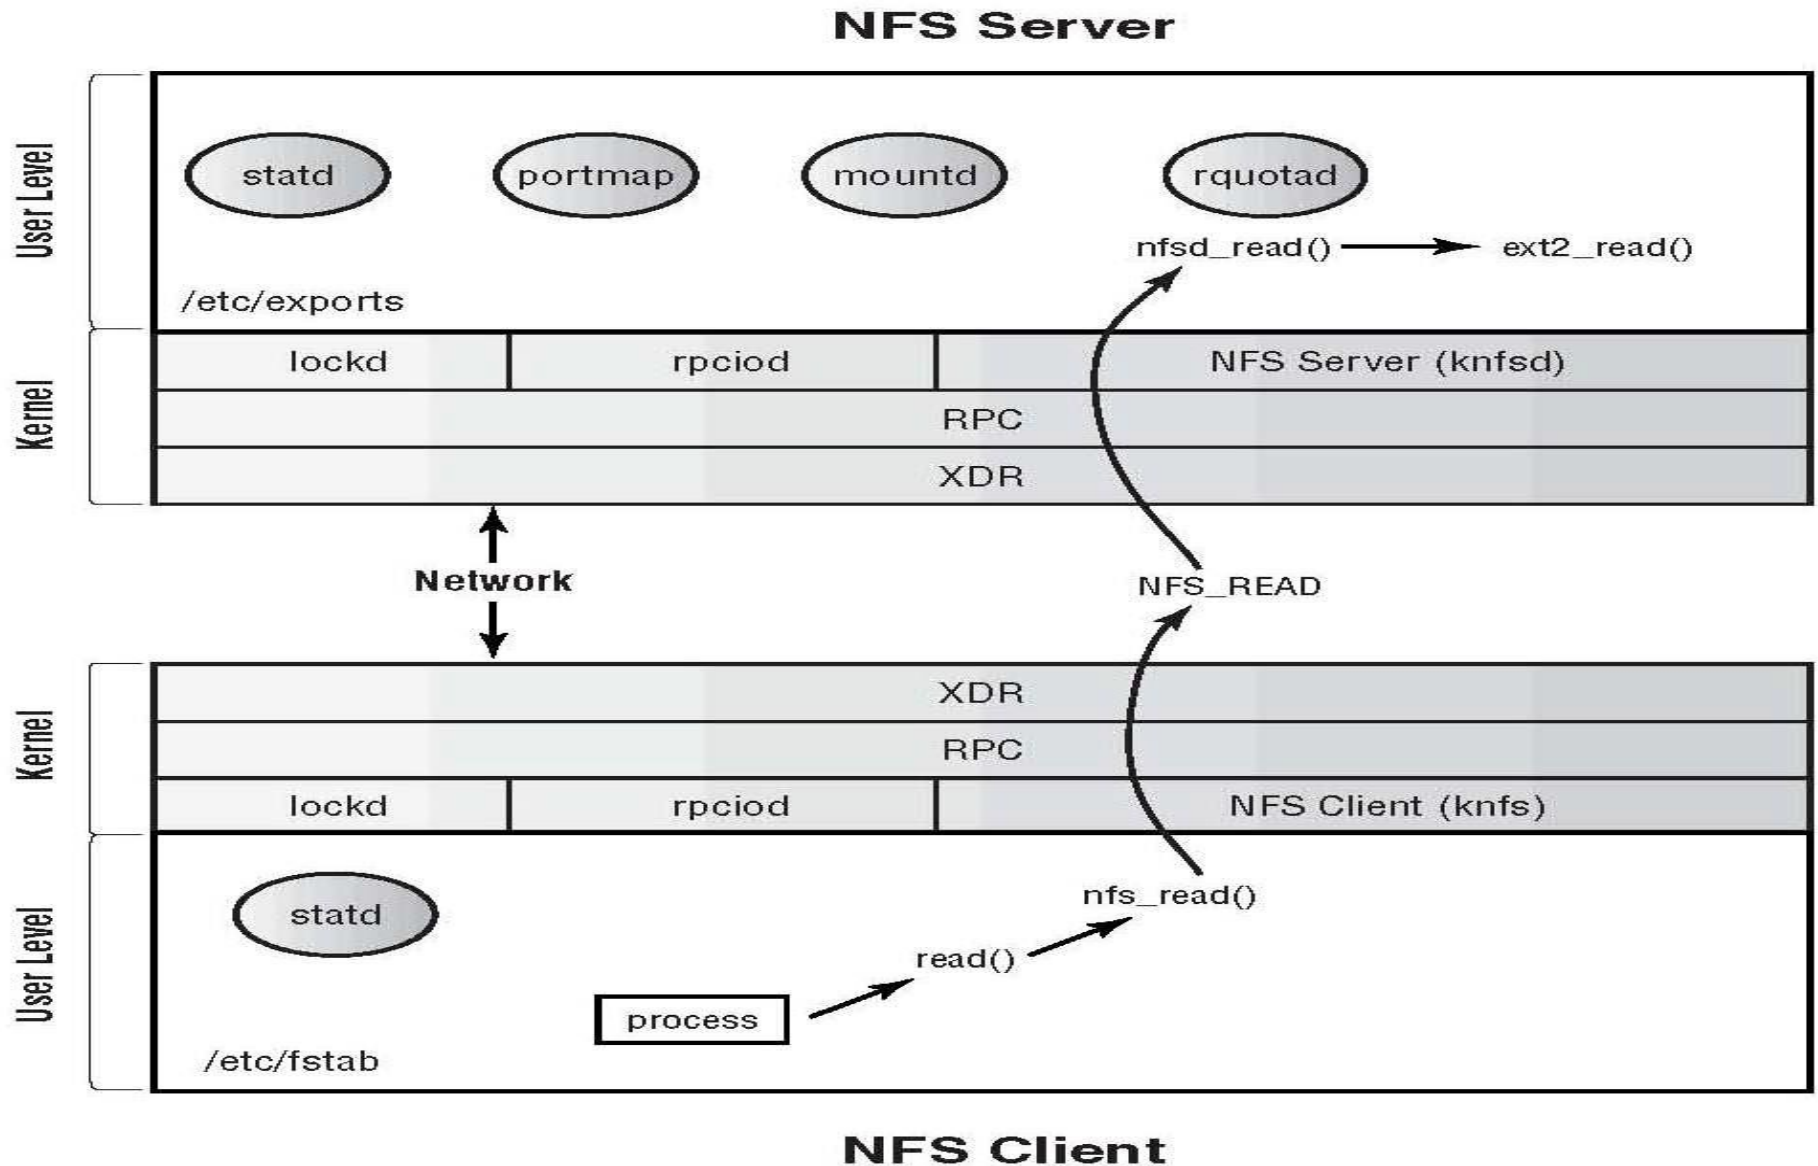 NFS Server
User Level
statd
portmap
mountd
rquotad
nfsd_read()
ext2_read()
/etc/exports
Kernel
lockd
rpciod
NFS Server (knfsd)
RPC
XDR
Network
NFS_READ
Kernel
XDR
RPC
lockd
rpciod
NFS Client (knfs)
User Level
statd
nfs_read()
read()
process
/etc/fstab
NFS Client